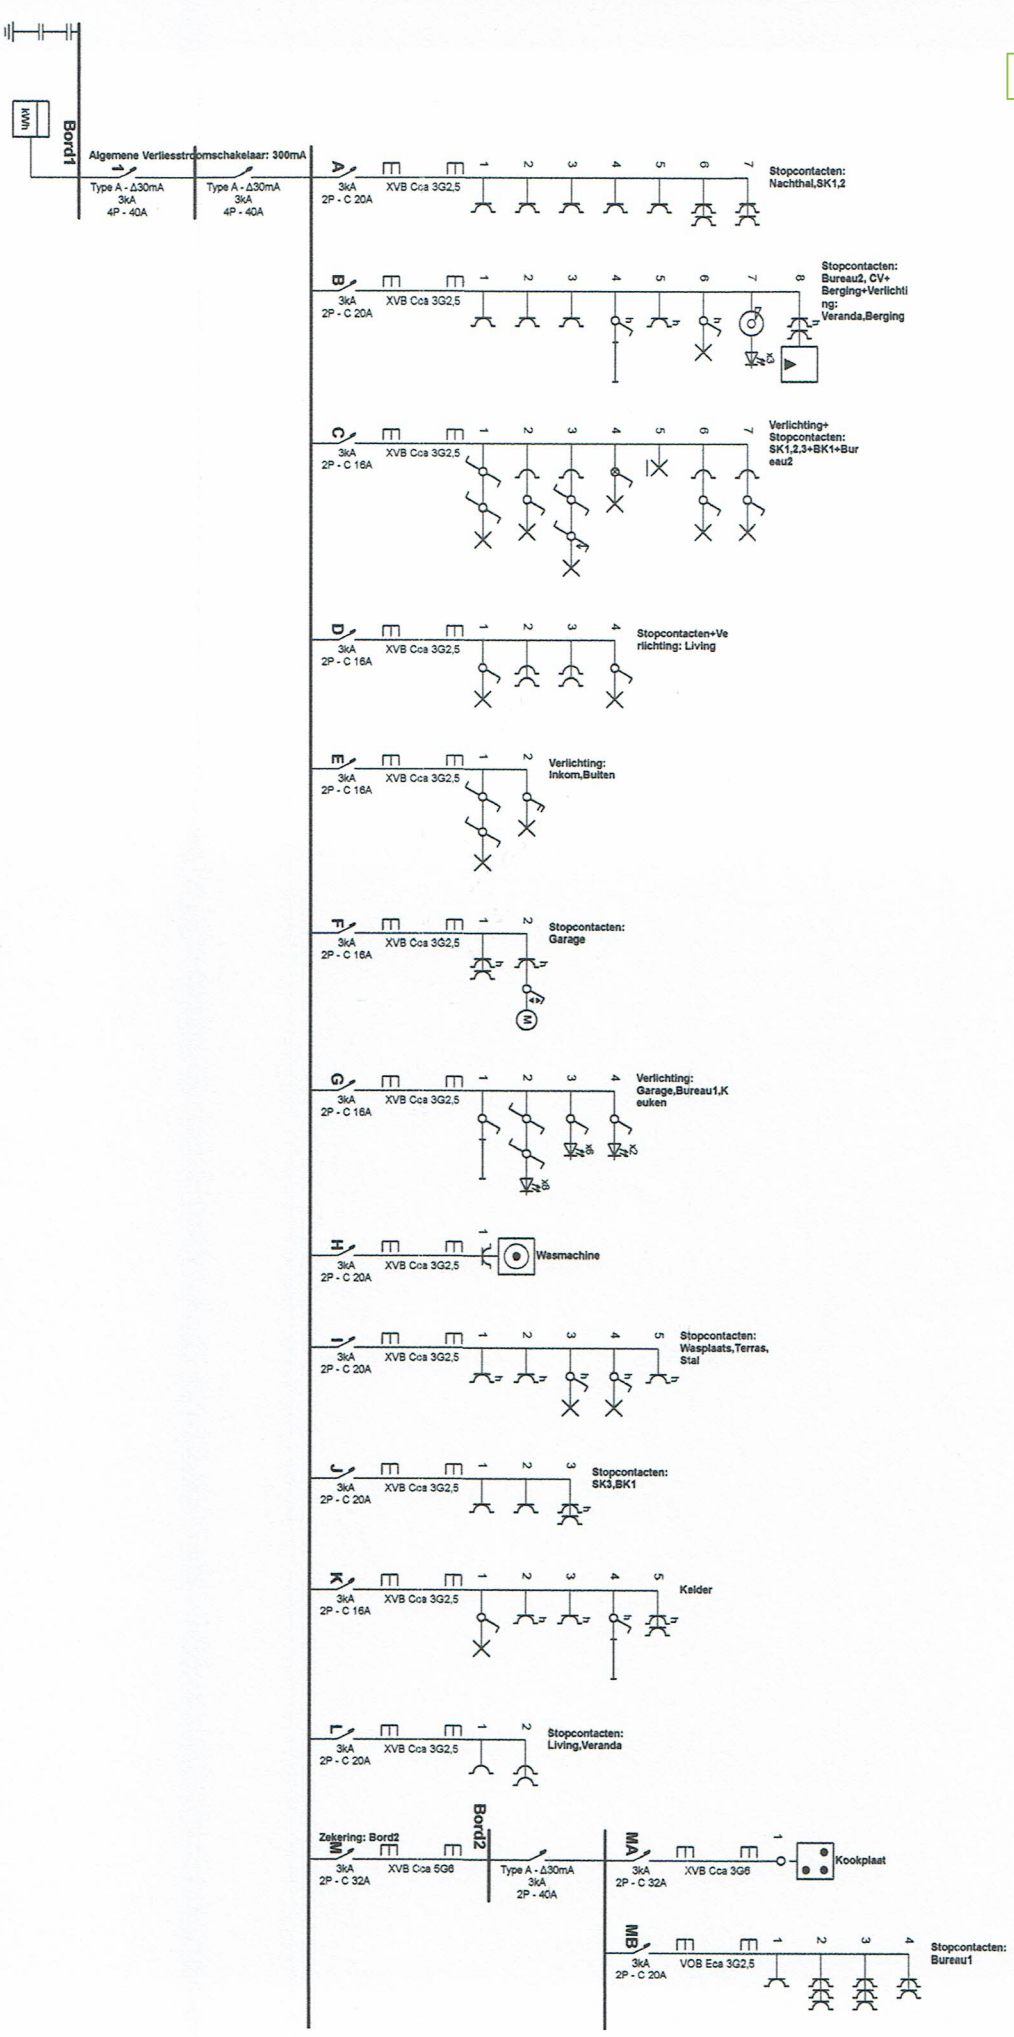 kWh
Bord1
Algemene Verliesstroomschakelaar: 300mA
1
Type A - Δ30mA
3kA
4P - 40A
Type A - Δ30mA
3kA
4P - 40A
A
3kA
2P - C 20A
XVB Cca 3G2,5
1 2 3 4 5 6 7
Stopcontacten:
Nachthal,SK1,2
B
3kA
2P - C 20A
XVB Cca 3G2,5
1 2 3 4 5 6 7 8
h h h h
x3
Stopcontacten:
Bureau2, CV+
Berging+Verlichti
ng:
Veranda,Berging
C
3kA
2P - C 16A
XVB Cca 3G2,5
1 2 3 4 5 6 7
Verlichting+
Stopcontacten:
SK1,2,3+BK1+Bur
eau2
D
3kA
2P - C 16A
XVB Cca 3G2,5
1 2 3 4
Stopcontacten+Ve
rlichting: Living
E
3kA
2P - C 16A
XVB Cca 3G2,5
1 2
Verlichting:
Inkom,Buiten
F
3kA
2P - C 16A
XVB Cca 3G2,5
1 2
h h
M
Stopcontacten:
Garage
G
3kA
2P - C 16A
XVB Cca 3G2,5
1 2 3 4
x2
Verlichting:
Garage,Bureau1,K
euken
H
3kA
2P - C 20A
XVB Cca 3G2,5
1
Wasmachine
I
3kA
2P - C 20A
XVB Cca 3G2,5
1 2 3 4 5
h h h h h
Stopcontacten:
Wasplaats,Terras,
Stal
J
3kA
2P - C 20A
XVB Cca 3G2,5
1 2 3
h
Stopcontacten:
SK3,BK1
K
3kA
2P - C 16A
XVB Cca 3G2,5
1 2 3 4 5
h h h h
Kelder
L
3kA
2P - C 20A
XVB Cca 3G2,5
1 2
Stopcontacten:
Living,Veranda
Zekering: Bord2
M
3kA
2P - C 32A
XVB Cca 5G6
Bord2
Type A - Δ30mA
3kA
2P - 40A
MA
3kA
2P - C 32A
XVB Cca 3G6
1
Kookplaat
MB
3kA
2P - C 20A
VOB Eca 3G2,5
1 2 3 4
Stopcontacten:
Bureau1